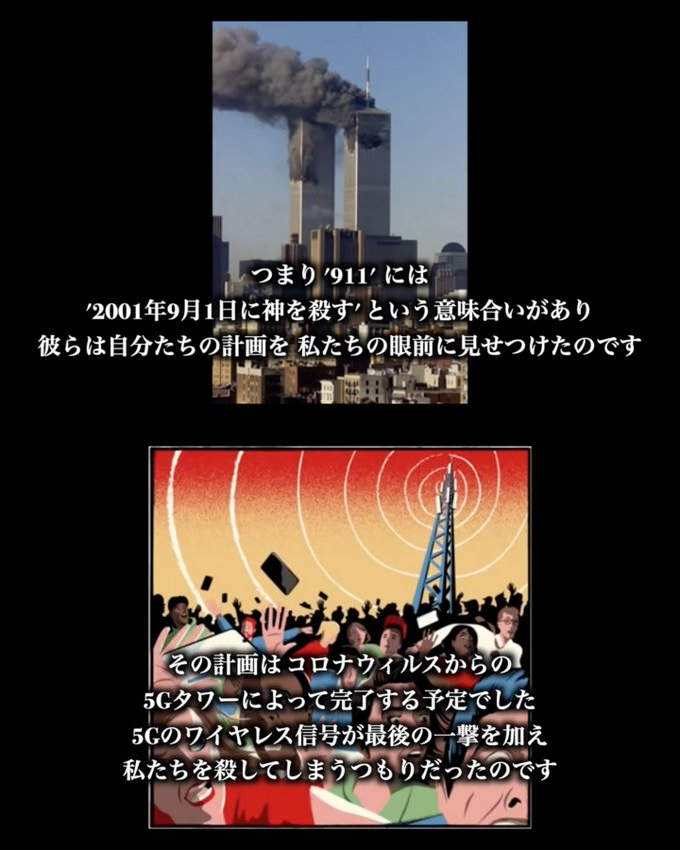 つまり '911' には
'2001年9月1日に神を殺す' という意味合いがあり
彼らは自分たちの計画を 私たちの眼前に見せつけたのです
その計画はコロナウィルスからの
5Gタワーによって完了する予定でした
5Gのワイヤレス信号が最後の一撃を加え
私たちを殺してしまうつもりだったのです